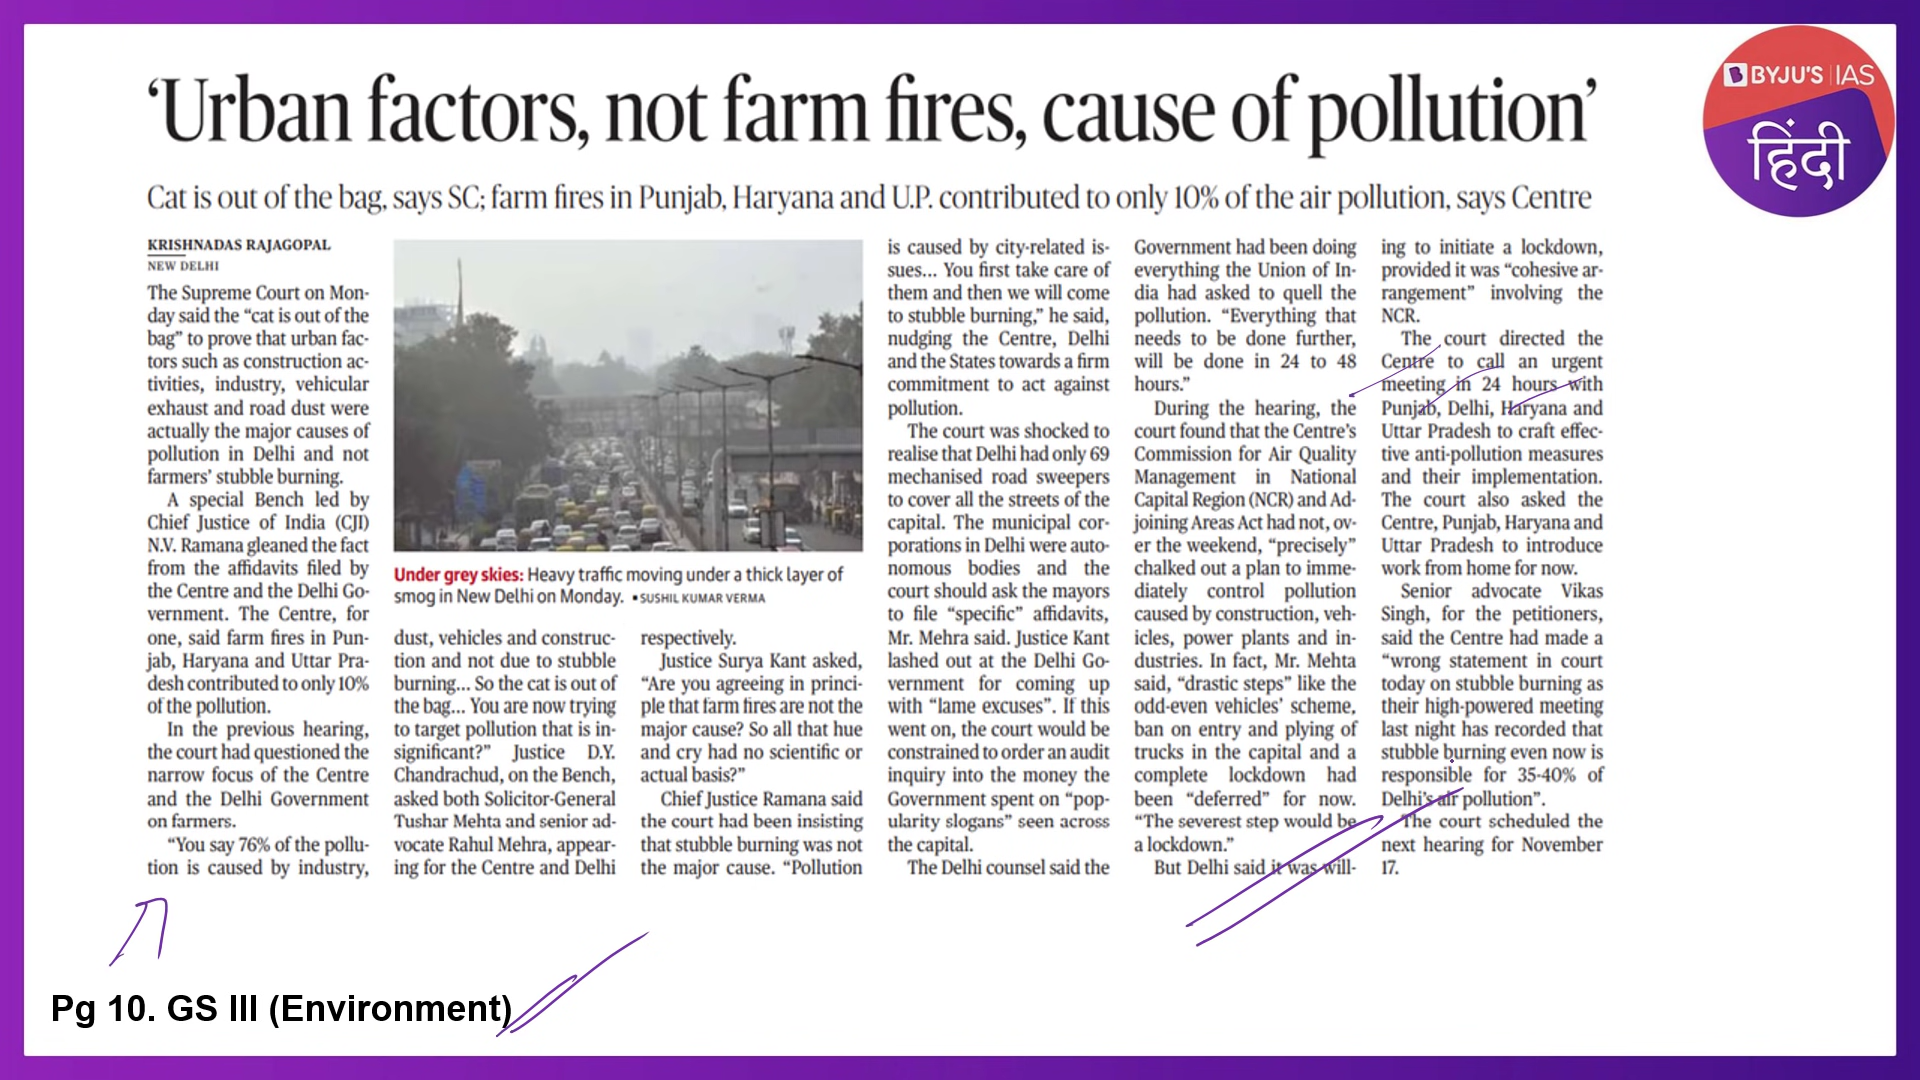 ‘Urban factors, not farm fires, cause of pollution’
BYJU'S IAS
हिंदी
Cat is out of the bag, says SC; farm fires in Punjab, Haryana and U.P. contributed to only 10% of the air pollution, says Centre
KRISHNADAS RAJAGOPAL
NEW DELHI
The Supreme Court on Mon-
day said the “cat is out of the
bag” to prove that urban fac-
tors such as construction ac-
tivities, industry, vehicular
exhaust and road dust were
actually the major causes of
pollution in Delhi and not
farmers’ stubble burning.
A special Bench led by
Chief Justice of India (CJI)
N.V. Ramana gleaned the fact
from the affidavits filed by
the Centre and the Delhi Go-
vernment. The Centre, for
one, said farm fires in Pun-
jab, Haryana and Uttar Pra-
desh contributed to only 10%
of the pollution.
In the previous hearing,
the court had questioned the
narrow focus of the Centre
and the Delhi Government
on farmers.
“You say 76% of the pollu-
tion is caused by industry,
Under grey skies: Heavy traffic moving under a thick layer of
smog in New Delhi on Monday. ▪SUSHIL KUMAR VERMA
dust, vehicles and construc-
tion and not due to stubble
burning... So the cat is out of
the bag... You are now trying
to target pollution that is in-
significant?” Justice D.Y.
Chandrachud, on the Bench,
asked both Solicitor-General
Tushar Mehta and senior ad-
vocate Rahul Mehra, appear-
ing for the Centre and Delhi
respectively.
Justice Surya Kant asked,
“Are you agreeing in princi-
ple that farm fires are not the
major cause? So all that hue
and cry had no scientific or
actual basis?”
Chief Justice Ramana said
the court had been insisting
that stubble burning was not
the major cause. “Pollution
is caused by city-related is-
sues... You first take care of
them and then we will come
to stubble burning,” he said,
nudging the Centre, Delhi
and the States towards a firm
commitment to act against
pollution.
The court was shocked to
realise that Delhi had only 69
mechanised road sweepers
to cover all the streets of the
capital. The municipal cor-
porations in Delhi were auto-
nomous bodies and the
court should ask the mayors
to file “specific” affidavits,
Mr. Mehra said. Justice Kant
lashed out at the Delhi Go-
vernment for coming up
with “lame excuses”. If this
went on, the court would be
constrained to order an audit
inquiry into the money the
Government spent on “pop-
ularity slogans” seen across
the capital.
The Delhi counsel said the
Government had been doing
everything the Union of In-
dia had asked to quell the
pollution. “Everything that
needs to be done further,
will be done in 24 to 48
hours.”
During the hearing, the
court found that the Centre’s
Commission for Air Quality
Management in National
Capital Region (NCR) and Ad-
joining Areas Act had not, ov-
er the weekend, “precisely”
chalked out a plan to imme-
diately control pollution
caused by construction, veh-
icles, power plants and in-
dustries. In fact, Mr. Mehta
said, “drastic steps” like the
odd-even vehicles’ scheme,
ban on entry and plying of
trucks in the capital and a
complete lockdown had
been “deferred” for now.
“The severest step would be
a lockdown.”
But Delhi said it was will-
ing to initiate a lockdown,
provided it was “cohesive ar-
rangement” involving the
NCR.
The court directed the
Centre to call an urgent
meeting in 24 hours with
Punjab, Delhi, Haryana and
Uttar Pradesh to craft effec-
tive anti-pollution measures
and their implementation.
The court also asked the
Centre, Punjab, Haryana and
Uttar Pradesh to introduce
work from home for now.
Senior advocate Vikas
Singh, for the petitioners,
said the Centre had made a
“wrong statement in court
today on stubble burning as
their high-powered meeting
last night has recorded that
stubble burning even now is
responsible for 35-40% of
Delhi’s air pollution”.
The court scheduled the
next hearing for November
17.
Pg 10. GS III (Environment)